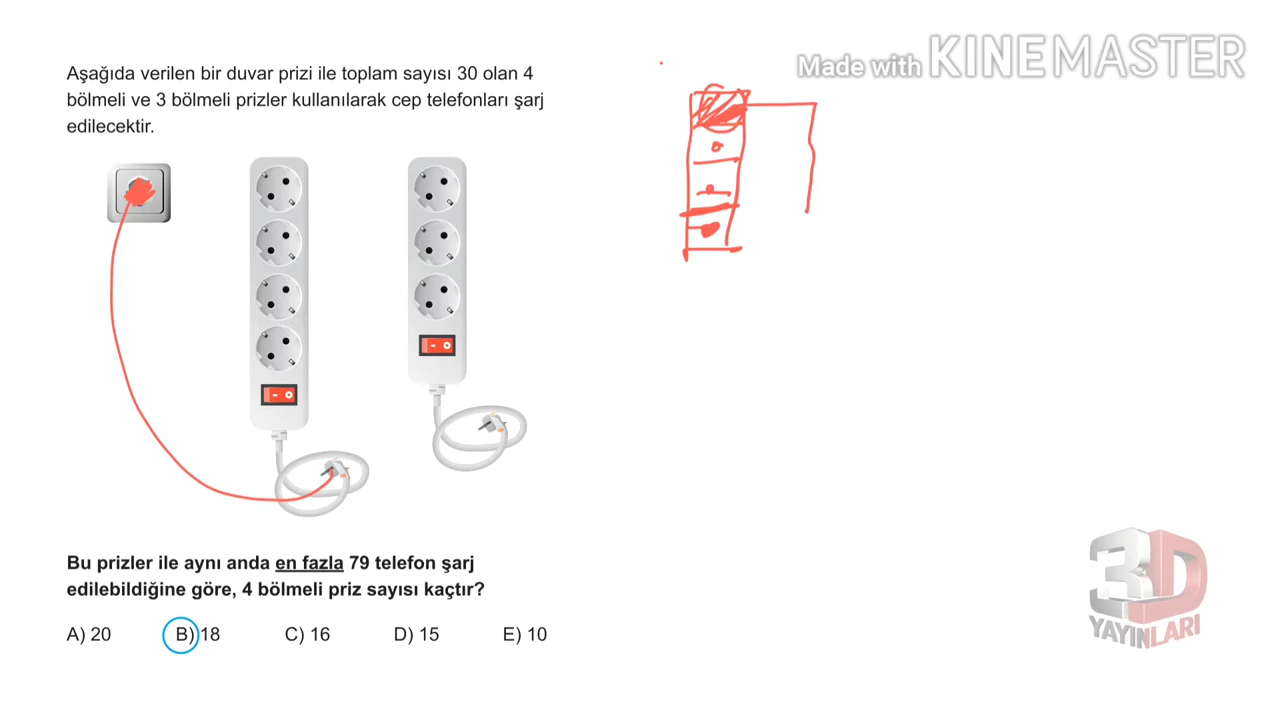 Made with KINEMASTER
Aşağıda verilen bir duvar prizi ile toplam sayısı 30 olan 4
bölmeli ve 3 bölmeli prizler kullanılarak cep telefonları şarj
edilecektir.
Bu prizler ile aynı anda en fazla 79 telefon şarj
edilebildiğine göre, 4 bölmeli priz sayısı kaçtır?
A) 20 B) 18 C) 16 D) 15 E) 10
3D
YAYINLARI